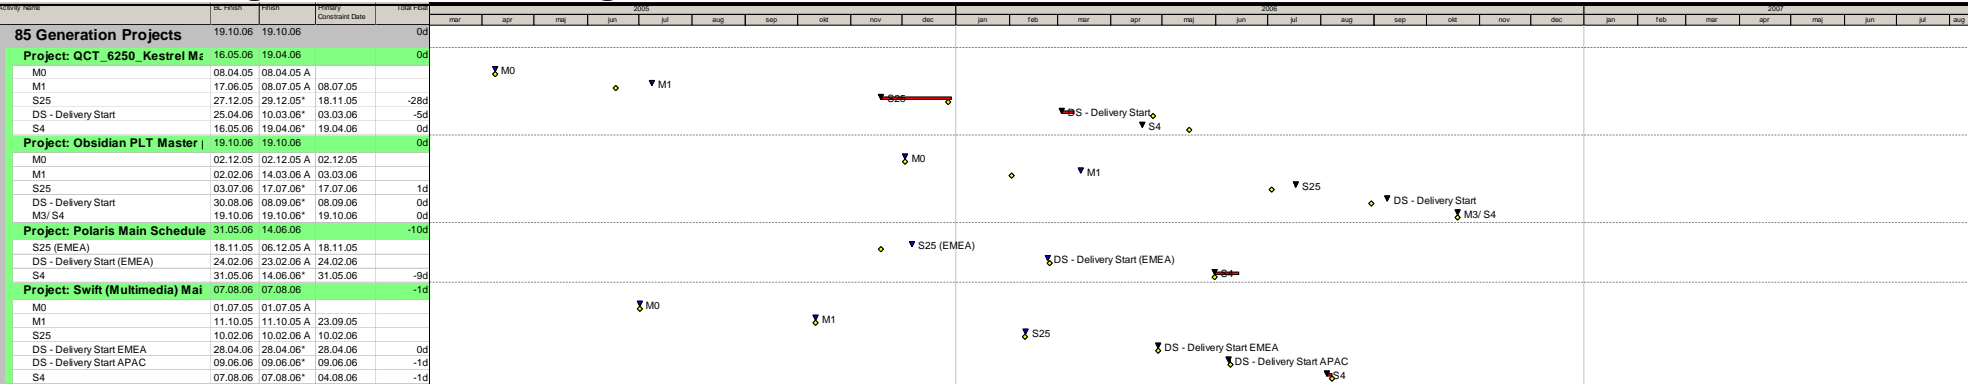 Activity Name BL Finish Finish Primary Constraint Date Total Float 2005 2006 2007
mar apr maj jun jul aug sep okt nov dec jan feb mar apr maj jun jul aug sep okt nov dec jan feb mar apr maj jun jul aug
85 Generation Projects 19.10.06 19.10.06 0d
Project: QCT_6250_Kestrel Ma 16.05.06 19.04.06 0d
M0 08.04.05 08.04.05 A M0
M1 17.06.05 08.07.05 A 08.07.05 M1
S25 27.12.05 29.12.05* 18.11.05 -28d S25
DS - Delivery Start 25.04.06 10.03.06* 03.03.06 -5d DS - Delivery Start
S4 16.05.06 19.04.06* 19.04.06 0d S4
Project: Obsidian PLT Master 19.10.06 19.10.06 0d
M0 02.12.05 02.12.05 A 02.12.05 M0
M1 02.02.06 14.03.06 A 03.03.06 M1
S25 03.07.06 17.07.06* 17.07.06 1d S25
DS - Delivery Start 30.08.06 08.09.06* 08.09.06 0d DS - Delivery Start
M3/ S4 19.10.06 19.10.06* 19.10.06 0d M3/ S4
Project: Polaris Main Schedule 31.05.06 14.06.06 -10d
S25 (EMEA) 18.11.05 06.12.05 A 18.11.05 S25 (EMEA)
DS - Delivery Start (EMEA) 24.02.06 23.02.06 A 24.02.06 DS - Delivery Start (EMEA)
S4 31.05.06 14.06.06* 31.05.06 -9d S4
Project: Swift (Multimedia) Mai 07.08.06 07.08.06 -1d
M0 01.07.05 01.07.05 A M0
M1 11.10.05 11.10.05 A 23.09.05 M1
S25 10.02.06 10.02.06 A 10.02.06 S25
DS - Delivery Start EMEA 28.04.06 28.04.06* 28.04.06 0d DS - Delivery Start EMEA
DS - Delivery Start APAC 09.06.06 09.06.06* 09.06.06 -1d DS - Delivery Start APAC
S4 07.08.06 07.08.06* 04.08.06 -1d S4